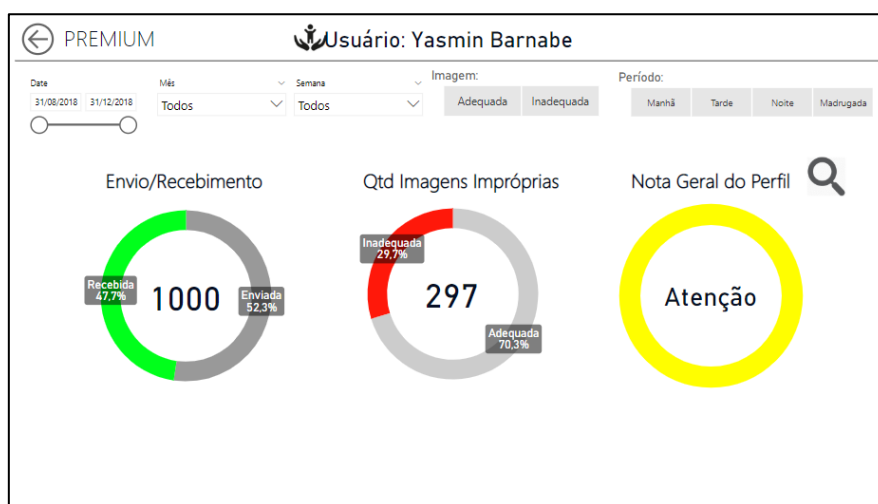 PREMIUM
Usuário: Yasmin Barnabe
Date
31/08/2018 31/12/2018
Mês
Todos
Semana
Todos
Imagem:
Adequada Inadequada
Período:
Manhã Tarde Noite Madrugada
Envio/Recebimento
Recebida
47,7%
1000
Enviada
52,3%
Qtd Imagens Impróprias
Inadequada
29,7%
297
Adequada
70,3%
Nota Geral do Perfil
Atenção